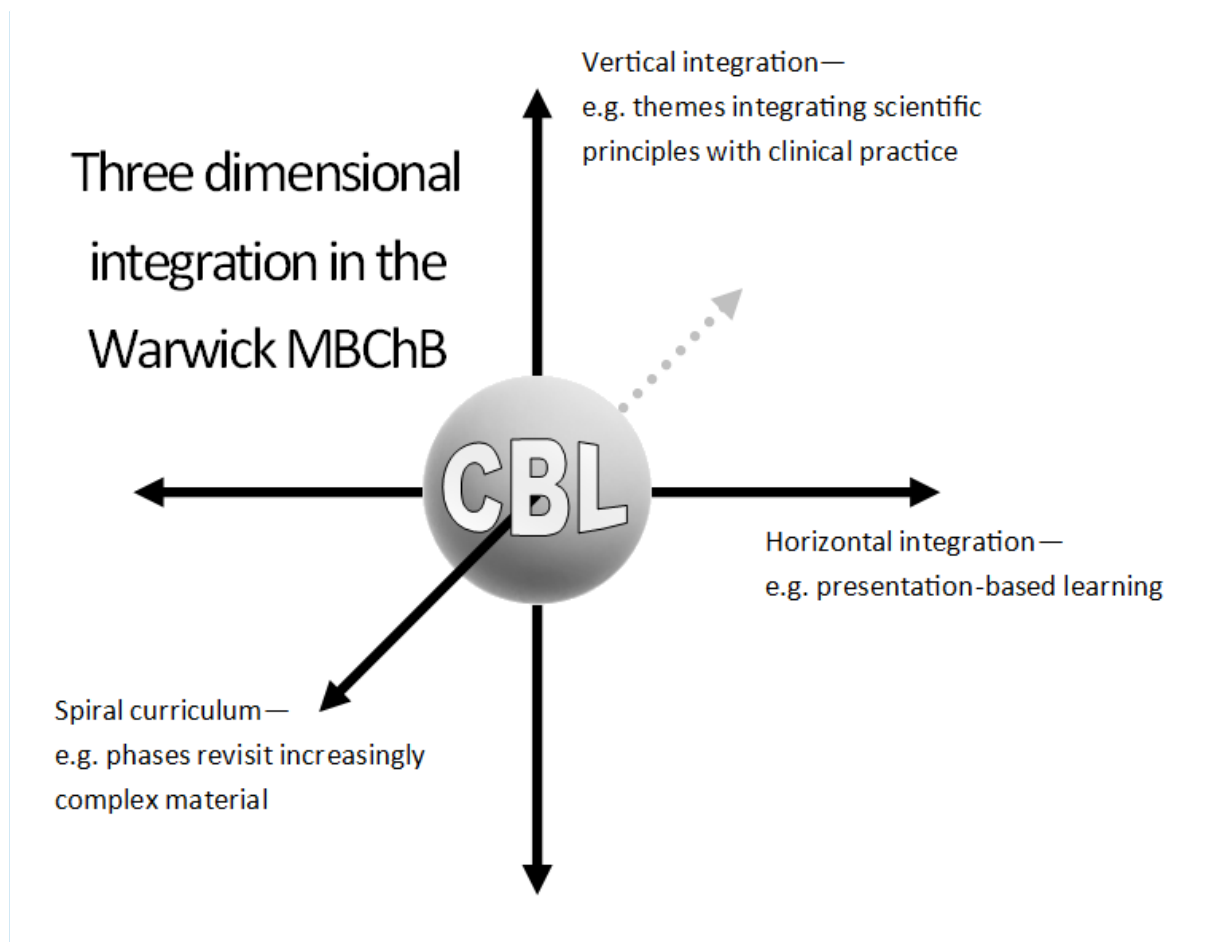 Three dimensional
integration in the
Warwick MBChB
Vertical integration—
e.g. themes integrating scientific
principles with clinical practice
CBL
Horizontal integration—
e.g. presentation-based learning
Spiral curriculum—
e.g. phases revisit increasingly
complex material